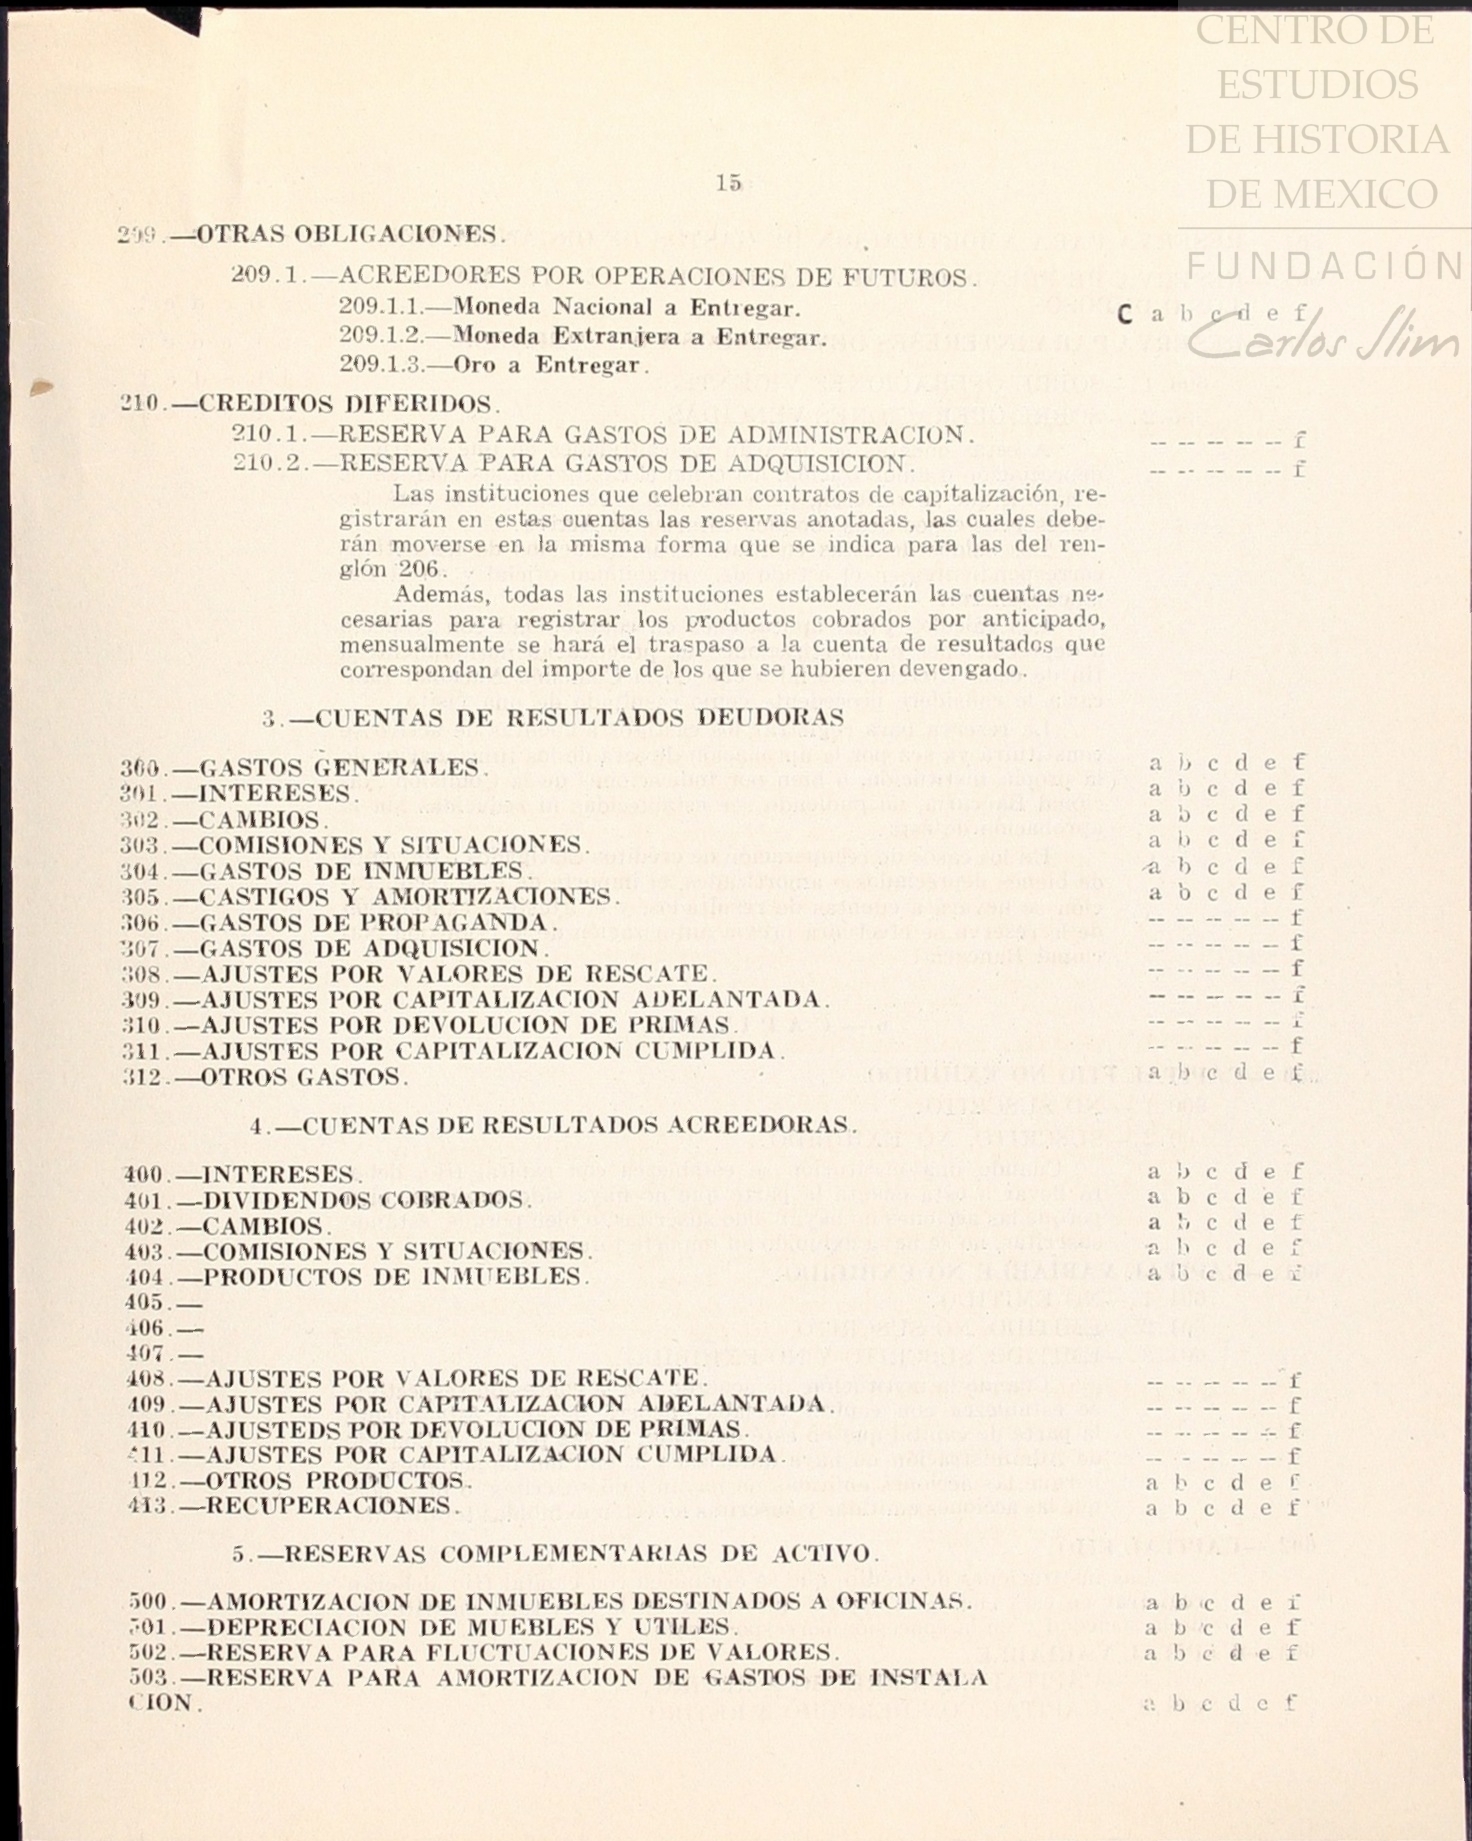 CENTRO DE
ESTUDIOS
DE HISTORIA
DE MEXICO
FUNDACIÓN
Carlos Slim
15
209.—OTRAS OBLIGACIONES.
209.1.—ACREEDORES POR OPERACIONES DE FUTUROS.
209.1.1.—Moneda Nacional a Entregar. C a b c d e f
209.1.2.—Moneda Extranjera a Entregar.
209.1.3.—Oro a Entregar.
210.—CREDITOS DIFERIDOS.
210.1.—RESERVA PARA GASTOS DE ADMINISTRACION. -- -- -- -- -- f
210.2.—RESERVA PARA GASTOS DE ADQUISICION. -- -- -- -- -- f
Las instituciones que celebran contratos de capitalización, re-
gistrarán en estas cuentas las reservas anotadas, las cuales debe-
rán moverse en la misma forma que se indica para las del ren-
glón 206.
Además, todas las instituciones establecerán las cuentas ne-
cesarias para registrar los productos cobrados por anticipado,
mensualmente se hará el traspaso a la cuenta de resultados que
correspondan del importe de los que se hubieren devengado.
3.—CUENTAS DE RESULTADOS DEUDORAS
300.—GASTOS GENERALES. a b c d e f
301.—INTERESES. a b c d e f
302.—CAMBIOS. a b c d e f
303.—COMISIONES Y SITUACIONES. a b c d e f
304.—GASTOS DE INMUEBLES. a b c d e f
305.—CASTIGOS Y AMORTIZACIONES. a b c d e f
306.—GASTOS DE PROPAGANDA. -- -- -- -- -- f
307.—GASTOS DE ADQUISICION. -- -- -- -- -- f
308.—AJUSTES POR VALORES DE RESCATE. -- -- -- -- -- f
309.—AJUSTES POR CAPITALIZACION ADELANTADA. -- -- -- -- -- f
310.—AJUSTES POR DEVOLUCION DE PRIMAS. -- -- -- -- -- f
311.—AJUSTES POR CAPITALIZACION CUMPLIDA. -- -- -- -- -- f
312.—OTROS GASTOS. a b c d e f
4.—CUENTAS DE RESULTADOS ACREEDORAS.
400.—INTERESES. a b c d e f
401.—DIVIDENDOS COBRADOS. a b c d e f
402.—CAMBIOS. a b c d e f
403.—COMISIONES Y SITUACIONES. a b c d e f
404.—PRODUCTOS DE INMUEBLES. a b c d e f
405.—
406.—
407.—
408.—AJUSTES POR VALORES DE RESCATE. -- -- -- -- -- f
409.—AJUSTES POR CAPITALIZACION ADELANTADA. -- -- -- -- -- f
410.—AJUSTEDS POR DEVOLUCION DE PRIMAS. -- -- -- -- -- f
411.—AJUSTES POR CAPITALIZACION CUMPLIDA. -- -- -- -- -- f
412.—OTROS PRODUCTOS. a b c d e f
413.—RECUPERACIONES. a b c d e f
5.—RESERVAS COMPLEMENTARIAS DE ACTIVO.
500.—AMORTIZACION DE INMUEBLES DESTINADOS A OFICINAS. a b c d e f
501.—DEPRECIACION DE MUEBLES Y UTILES. a b c d e f
502.—RESERVA PARA FLUCTUACIONES DE VALORES. a b c d e f
503.—RESERVA PARA AMORTIZACION DE GASTOS DE INSTALA
CION. a b c d e f